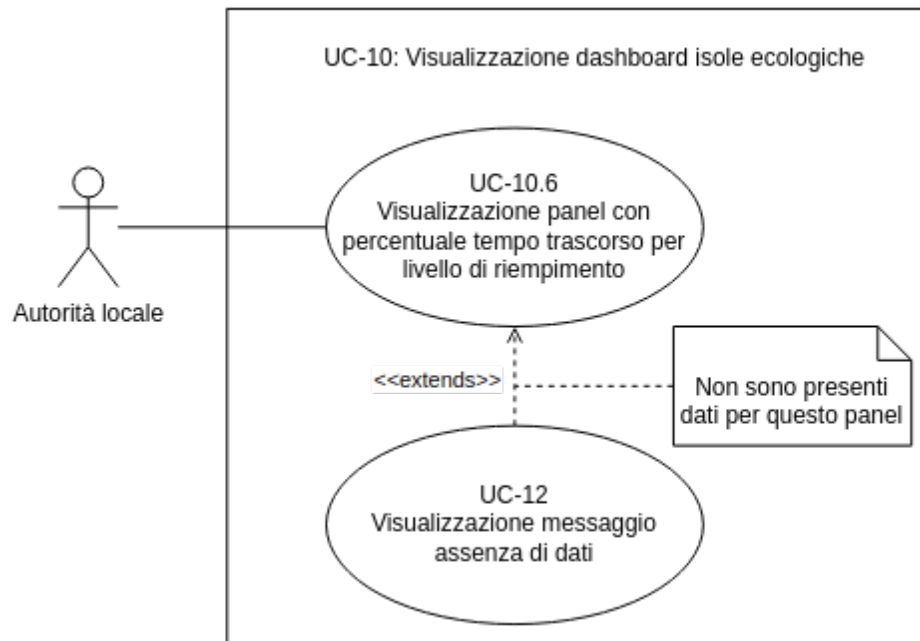 UC-10: Visualizzazione dashboard isole ecologiche
UC-10.6
Visualizzazione panel con
percentuale tempo trascorso per
livello di riempimento
Autorità locale
<<extends>>
Non sono presenti
dati per questo panel
UC-12
Visualizzazione messaggio
assenza di dati